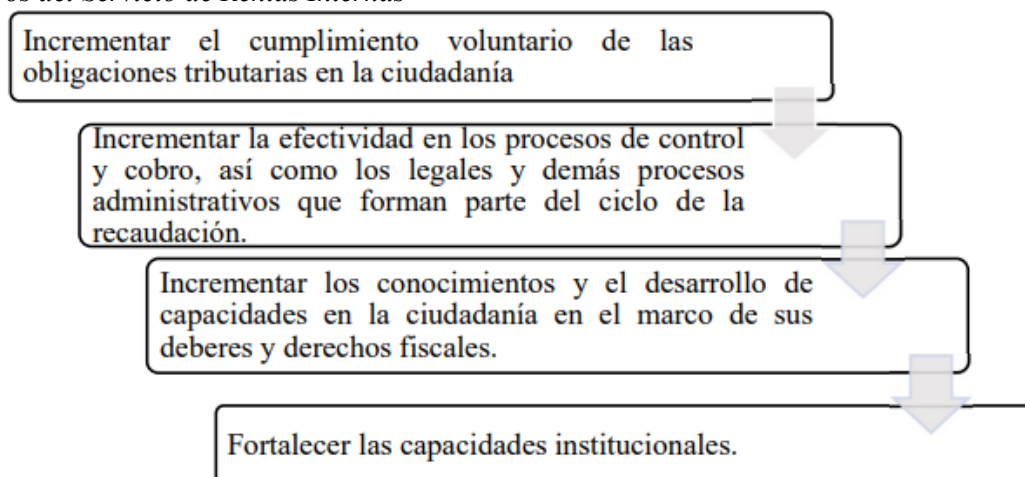 os del Servicio de Rentas Internas
Incrementar el cumplimiento voluntario de las
obligaciones tributarias en la ciudadanía
Incrementar la efectividad en los procesos de control
y cobro, así como los legales y demás procesos
administrativos que forman parte del ciclo de la
recaudación.
Incrementar los conocimientos y el desarrollo de
capacidades en la ciudadanía en el marco de sus
deberes y derechos fiscales.
Fortalecer las capacidades institucionales.